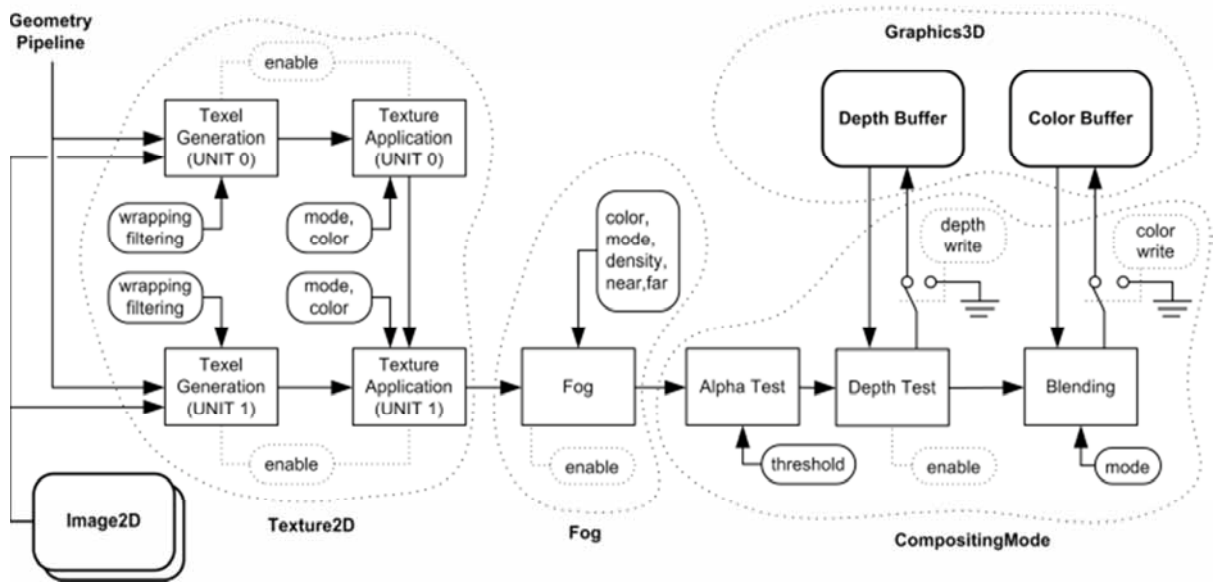 Geometry
Pipeline
enable
Texel
Generation
(UNIT 0)
Texture
Application
(UNIT 0)
wrapping
filtering
mode,
color
wrapping
filtering
mode,
color
Texel
Generation
(UNIT 1)
Texture
Application
(UNIT 1)
enable
Image2D
Texture2D
color,
mode,
density,
near,far
Fog
enable
Fog
Graphics3D
Depth Buffer
Color Buffer
depth
write
color
write
Alpha Test
Depth Test
Blending
threshold
enable
mode
CompositingMode